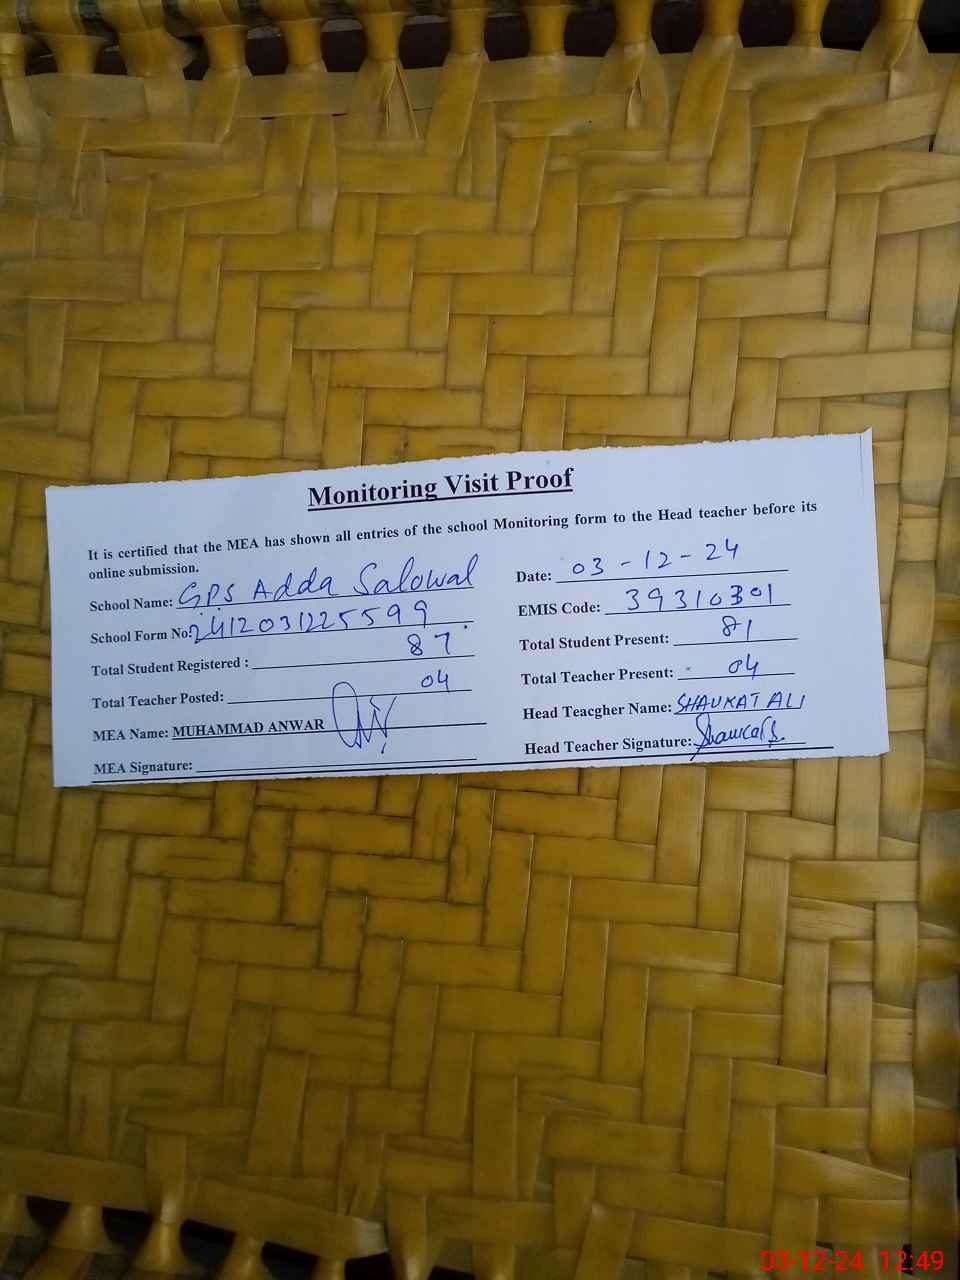 Monitoring Visit Proof
It is certified that the MEA has shown all entries of the school Monitoring form to the Head teacher before its
online submission.
School Name: GPS Adda Salowal
Date: 03-12-24
School Form No: 2412031225599
EMIS Code: 39310301
Total Student Registered : 87
Total Student Present: 81
Total Teacher Posted: 04
Total Teacher Present: 04
MEA Name: MUHAMMAD ANWAR
Head Teacgher Name: SHAUKAT ALI
MEA Signature:
Head Teacher Signature:
03-12-24 12:49